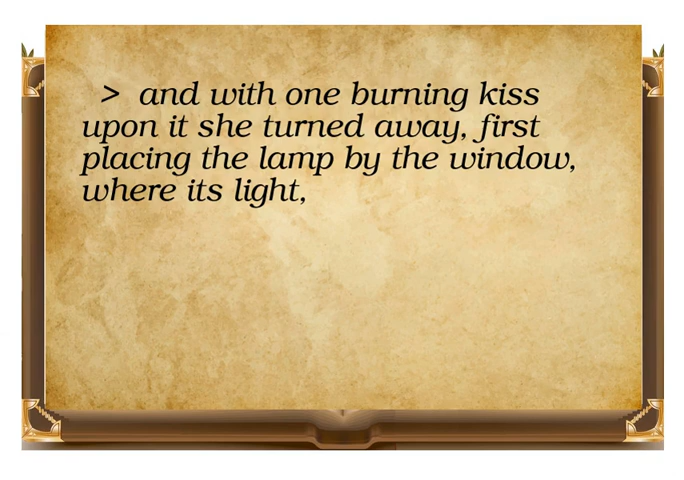 > and with one burning kiss
upon it she turned away, first
placing the lamp by the window,
where its light,